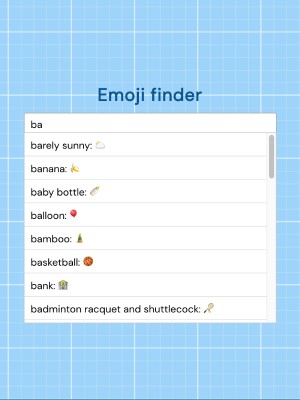 Emoji finder
ba
barely sunny: 🌥️
banana: 🍌
baby bottle: 🍼
balloon: 🎈
bamboo: 🎍
basketball: 🏀
bank: 🏦
badminton racquet and shuttlecock: 🏸